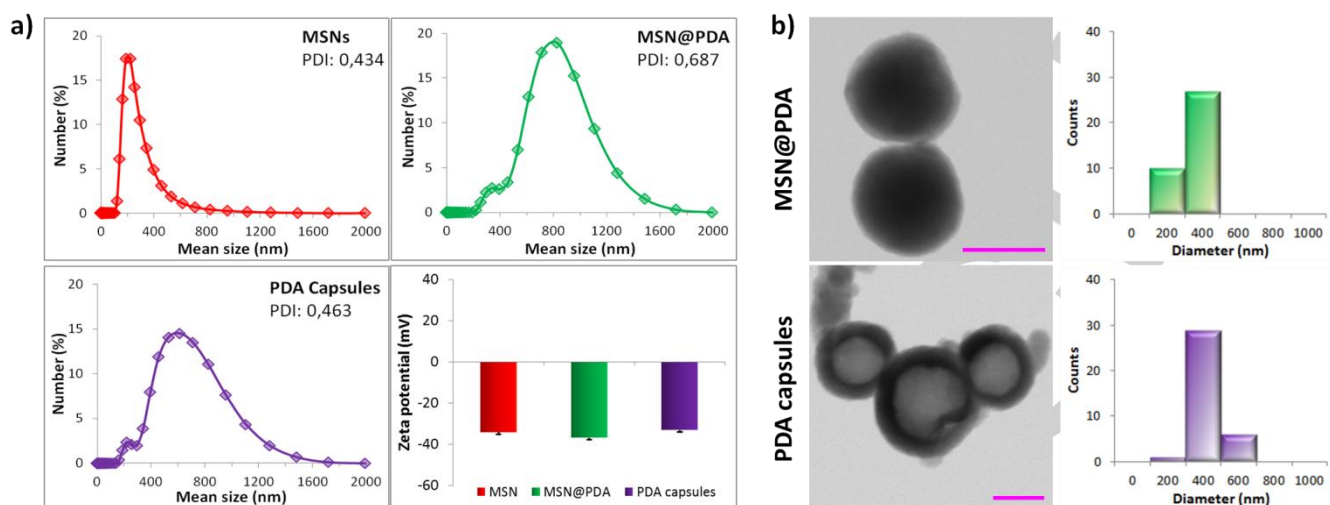 a)
MSNs
PDI: 0,434
Number (%)
20
15
10
5
0
0 400 800 1200 1600 2000
Mean size (nm)
MSN@PDA
PDI: 0,687
Number (%)
20
15
10
5
0
0 400 800 1200 1600 2000
Mean size (nm)
PDA Capsules
PDI: 0,463
Number (%)
20
15
10
5
0
0 400 800 1200 1600 2000
Mean size (nm)
Zeta potential (mV)
40
20
0
-20
-40
-60
MSN MSN@PDA PDA capsules
b)
MSN@PDA
Counts
40
30
20
10
0
0 200 400 600 800 1000
Diameter (nm)
PDA capsules
Counts
40
30
20
10
0
0 200 400 600 800 1000
Diameter (nm)